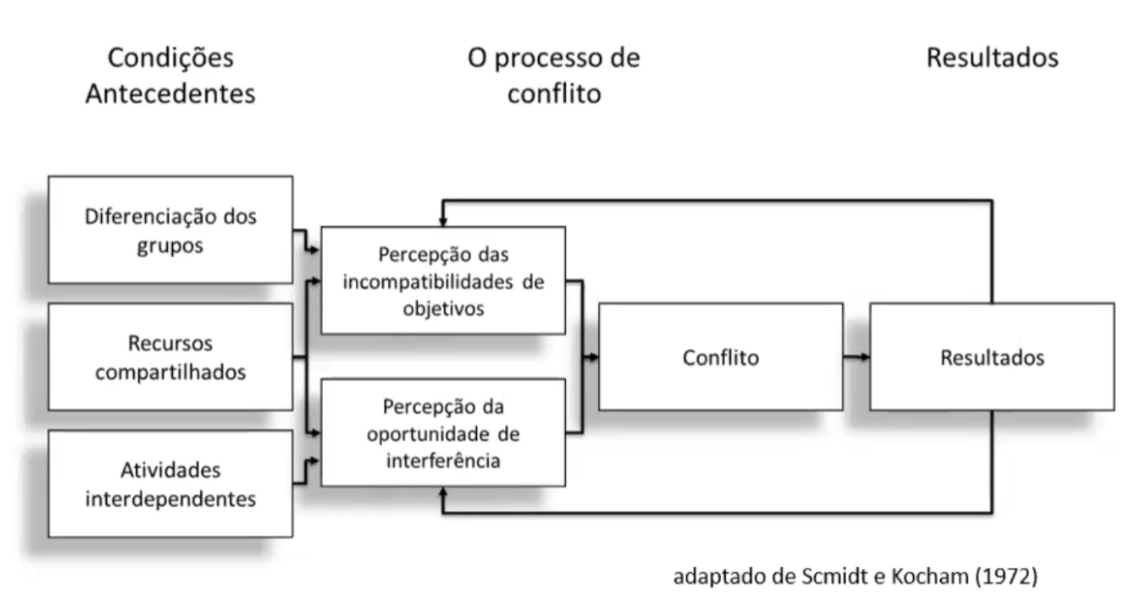 Condições
Antecedentes
O processo de
conflito
Resultados
Diferenciação dos
grupos
Recursos
compartilhados
Atividades
interdependentes
Percepção das
incompatibilidades de
objetivos
Percepção da
oportunidade de
interferência
Conflito
Resultados
adaptado de Scmidt e Kocham (1972)